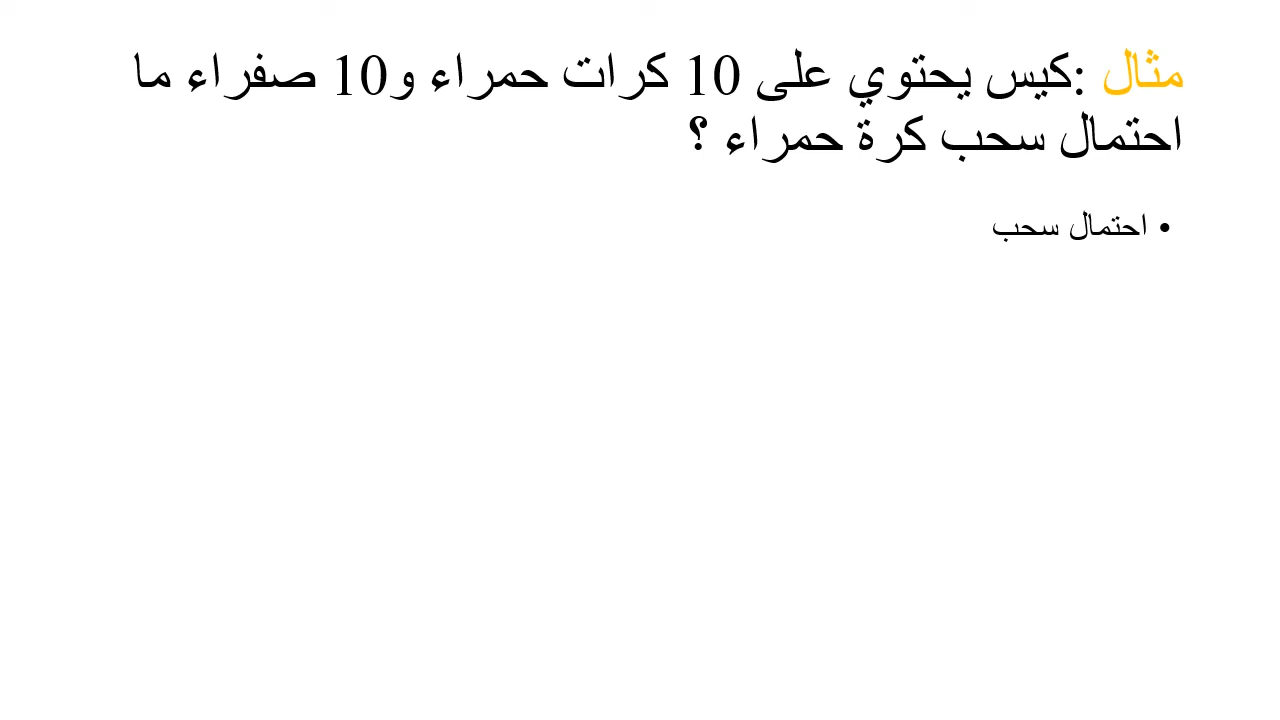 مثال :كيس يحتوي على 10 كرات حمراء و10 صفراء ما
احتمال سحب كرة حمراء ؟
• احتمال سحب